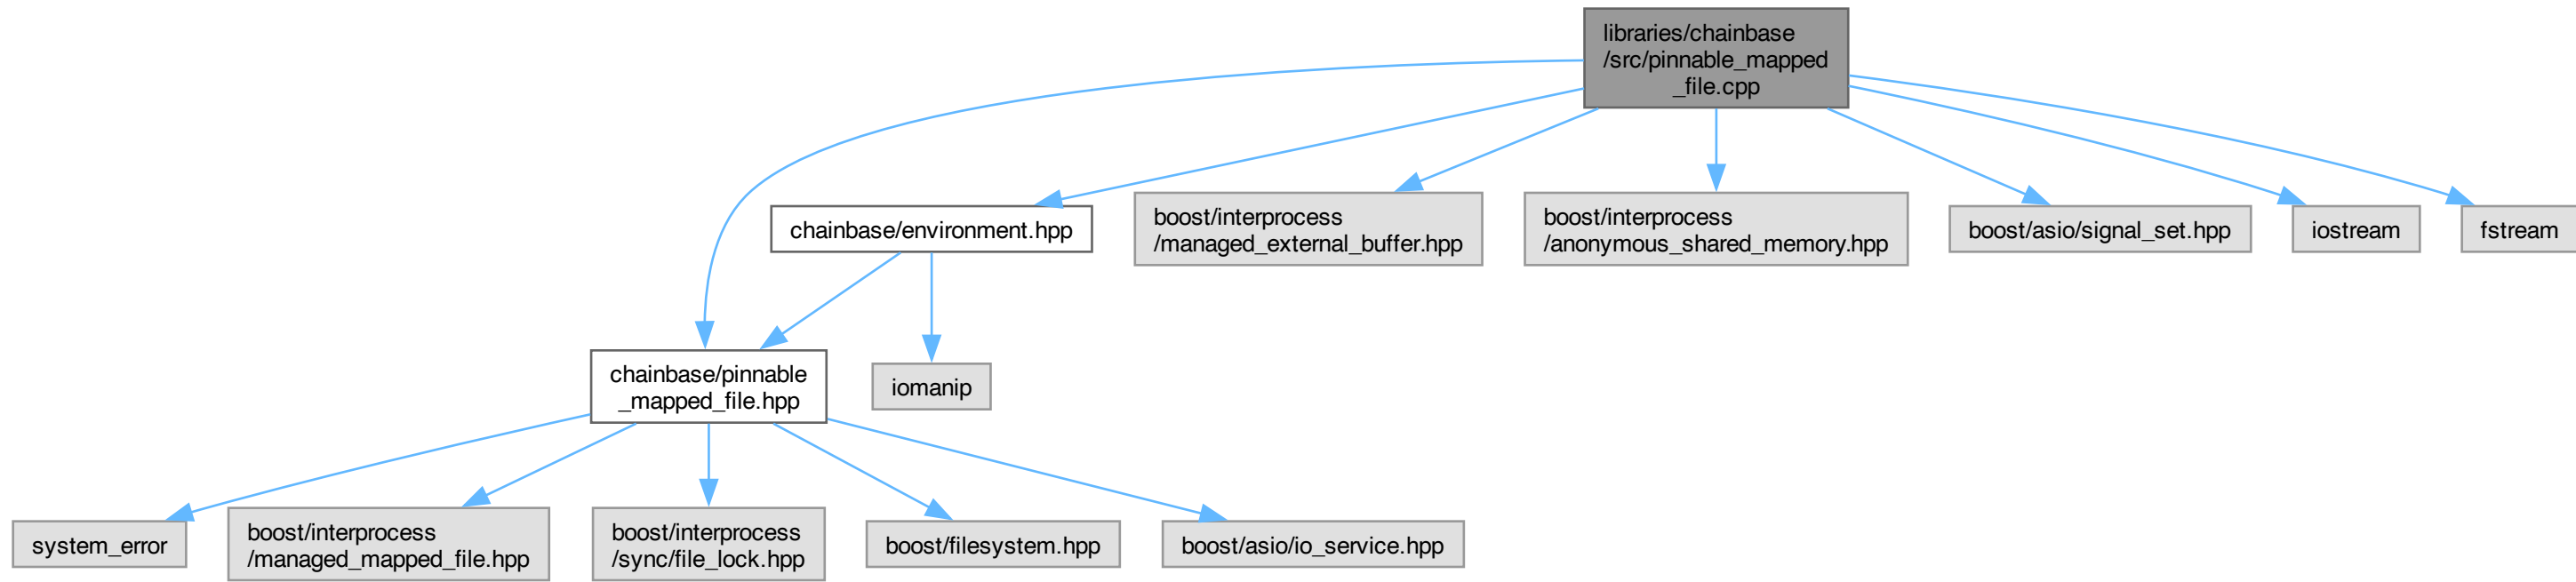 libraries/chainbase
/src/pinnable_mapped
_file.cpp
chainbase/environment.hpp
boost/interprocess
/managed_external_buffer.hpp
boost/interprocess
/anonymous_shared_memory.hpp
boost/asio/signal_set.hpp
iostream
fstream
chainbase/pinnable
_mapped_file.hpp
iomanip
system_error
boost/interprocess
/managed_mapped_file.hpp
boost/interprocess
/sync/file_lock.hpp
boost/filesystem.hpp
boost/asio/io_service.hpp